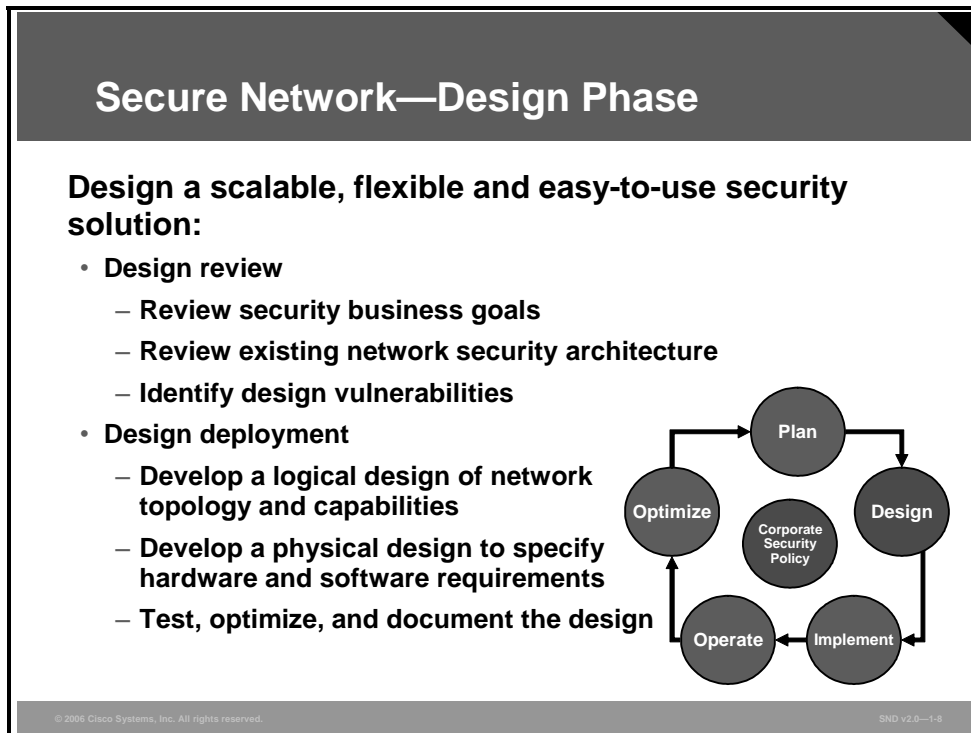 Secure Network—Design Phase
Design a scalable, flexible and easy-to-use security
solution:
• Design review
– Review security business goals
– Review existing network security architecture
– Identify design vulnerabilities
• Design deployment
– Develop a logical design of network
topology and capabilities
– Develop a physical design to specify
hardware and software requirements
– Test, optimize, and document the design
Plan
Optimize
Design
Corporate
Security
Policy
Operate
Implement
© 2006 Cisco Systems, Inc. All rights reserved.
SND v2.0—1-8